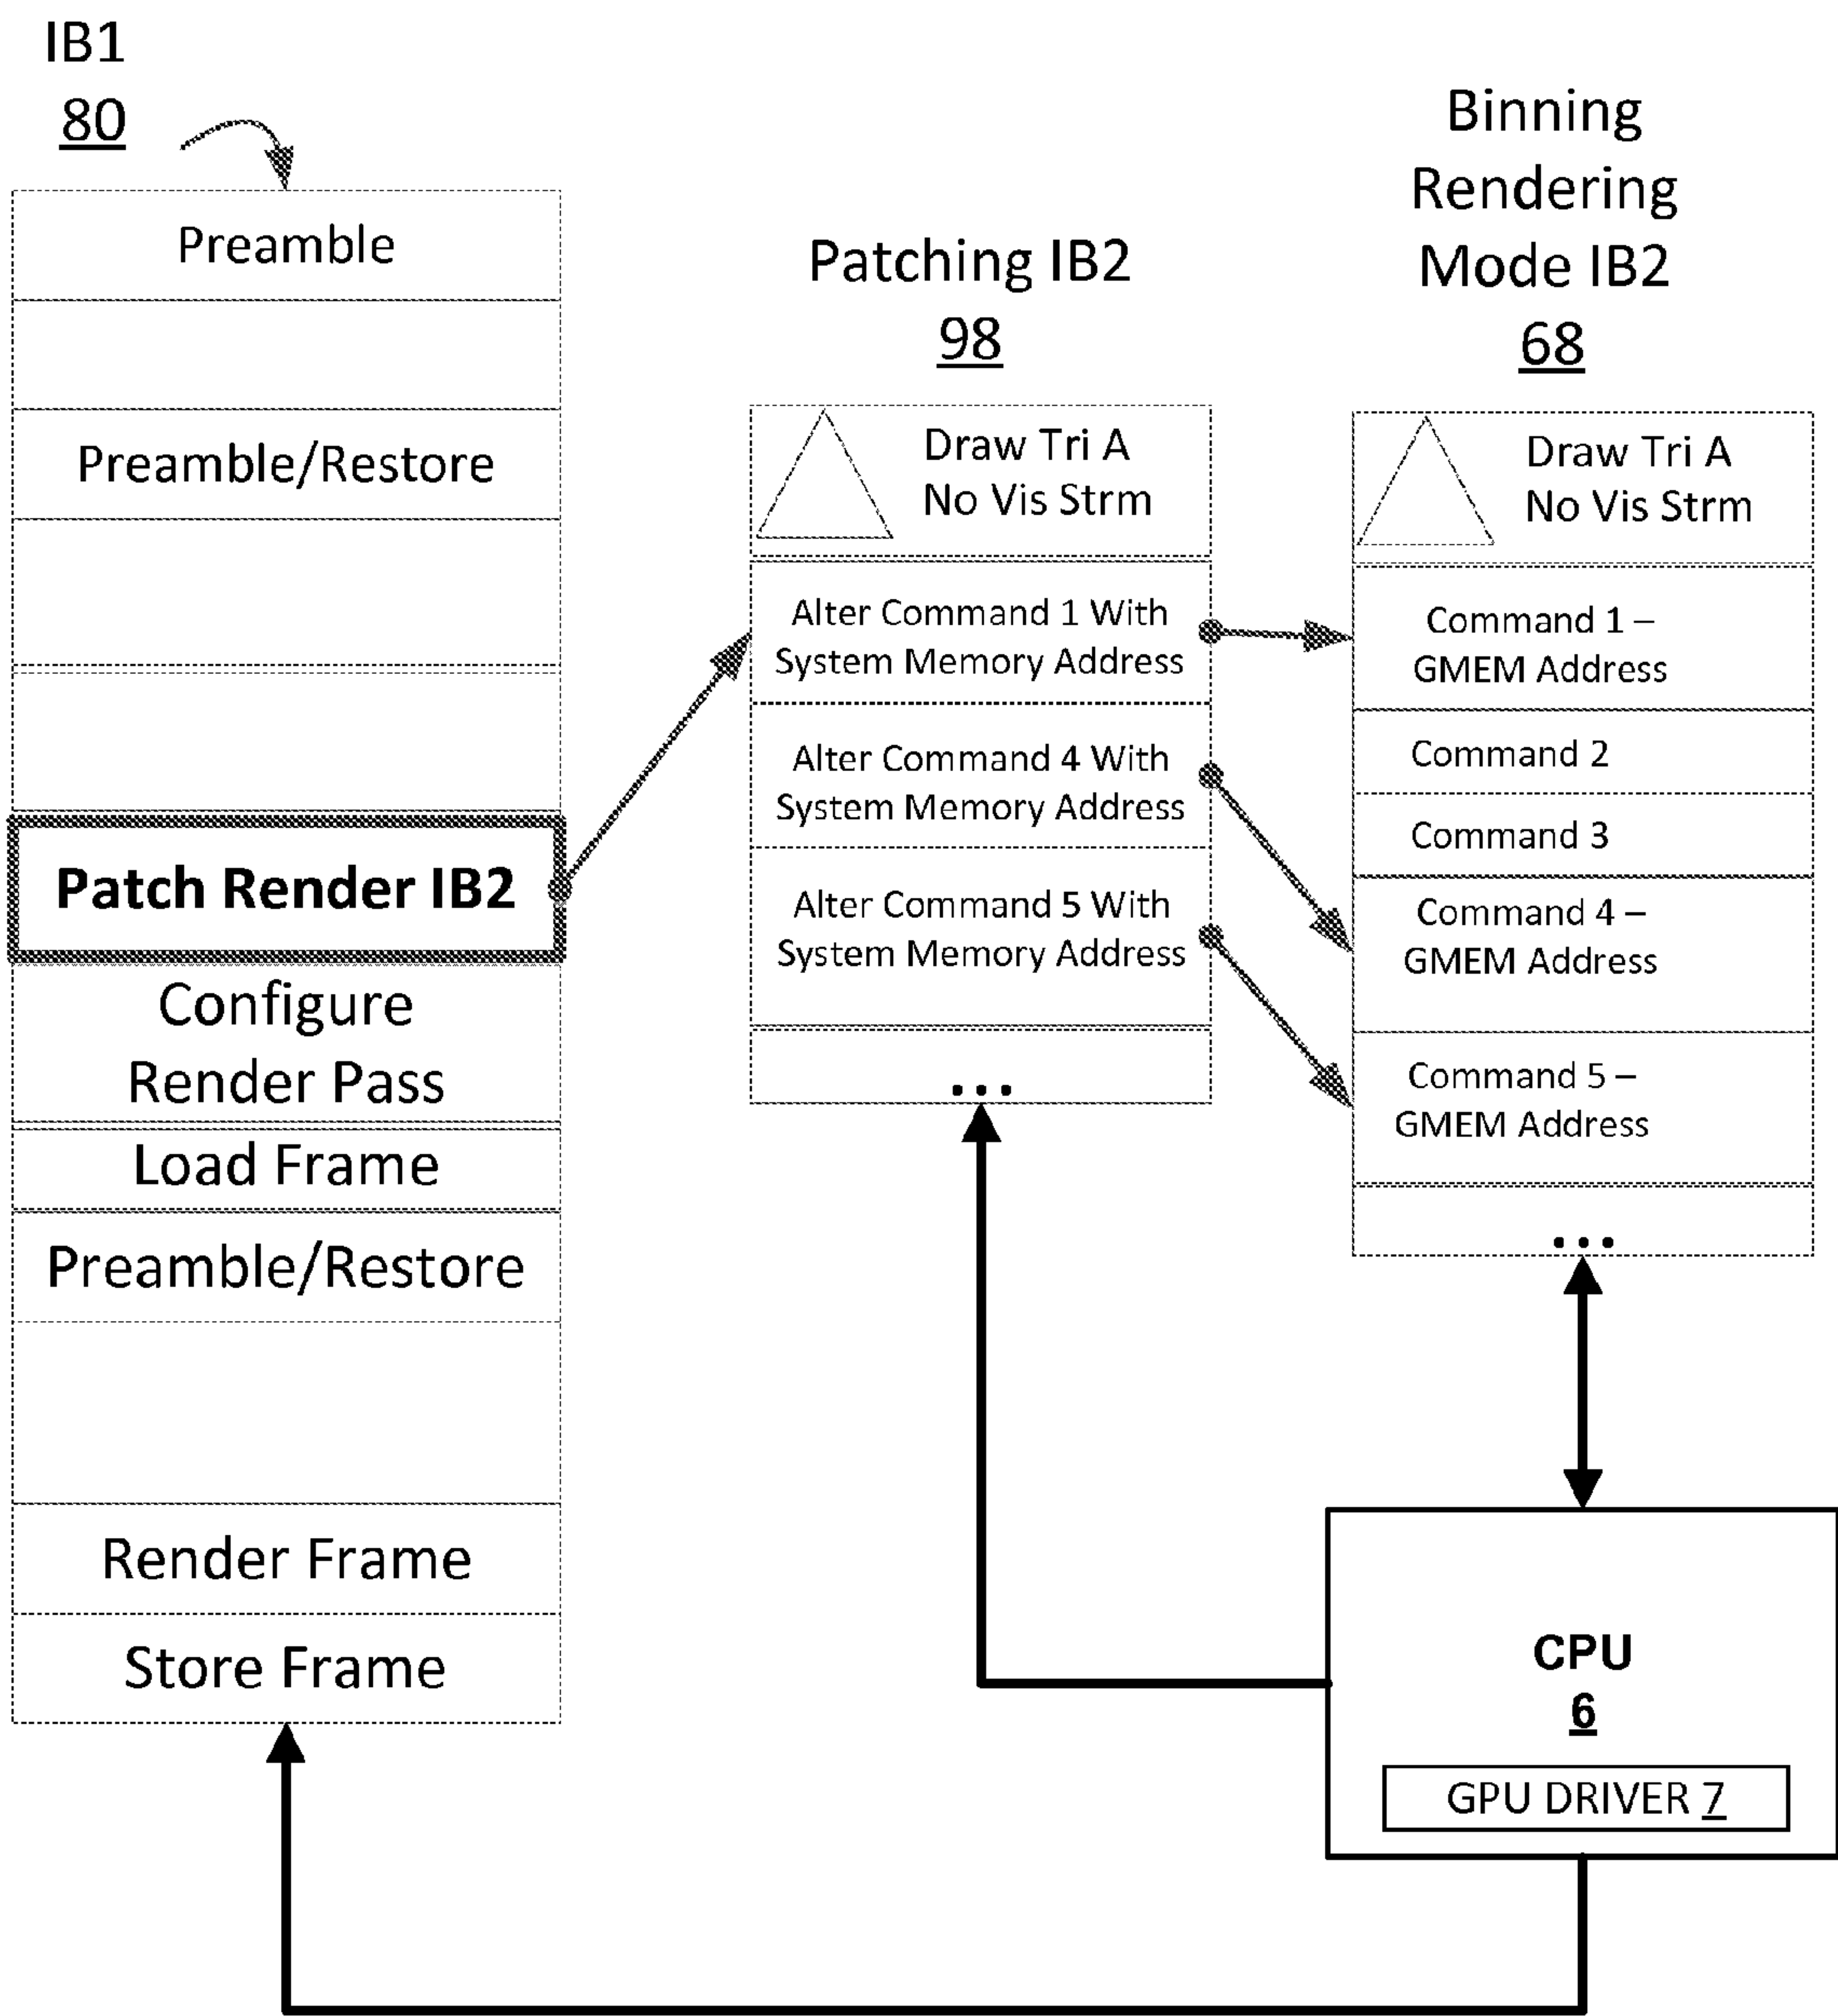 IB1
80
Preamble
Preamble/Restore
Patch Render IB2
Configure
Render Pass
Load Frame
Preamble/Restore
Render Frame
Store Frame
Patching IB2
98
Draw Tri A
No Vis Strm
Alter Command 1 With
System Memory Address
Alter Command 4 With
System Memory Address
Alter Command 5 With
System Memory Address
...
Binning
Rendering
Mode IB2
68
Draw Tri A
No Vis Strm
Command 1 –
GMEM Address
Command 2
Command 3
Command 4 –
GMEM Address
Command 5 –
GMEM Address
...
CPU
6
GPU DRIVER 7